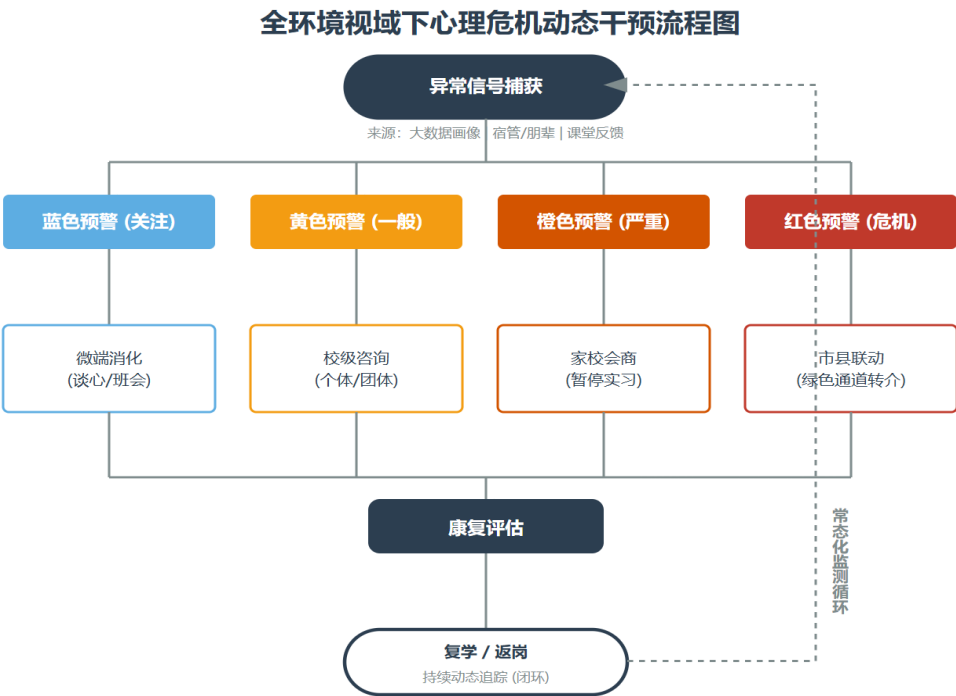 全环境视域下心理危机动态干预流程图
异常信号捕获
来源：大数据画像 | 宿管/朋辈 | 课堂反馈
蓝色预警 (关注)
黄色预警 (一般)
橙色预警 (严重)
红色预警 (危机)
微端消化
(谈心/班会)
校级咨询
(个体/团体)
家校会商
(暂停实习)
市县联动
(绿色通道转介)
康复评估
常态化监测循环
复学 / 返岗
持续动态追踪 (闭环)